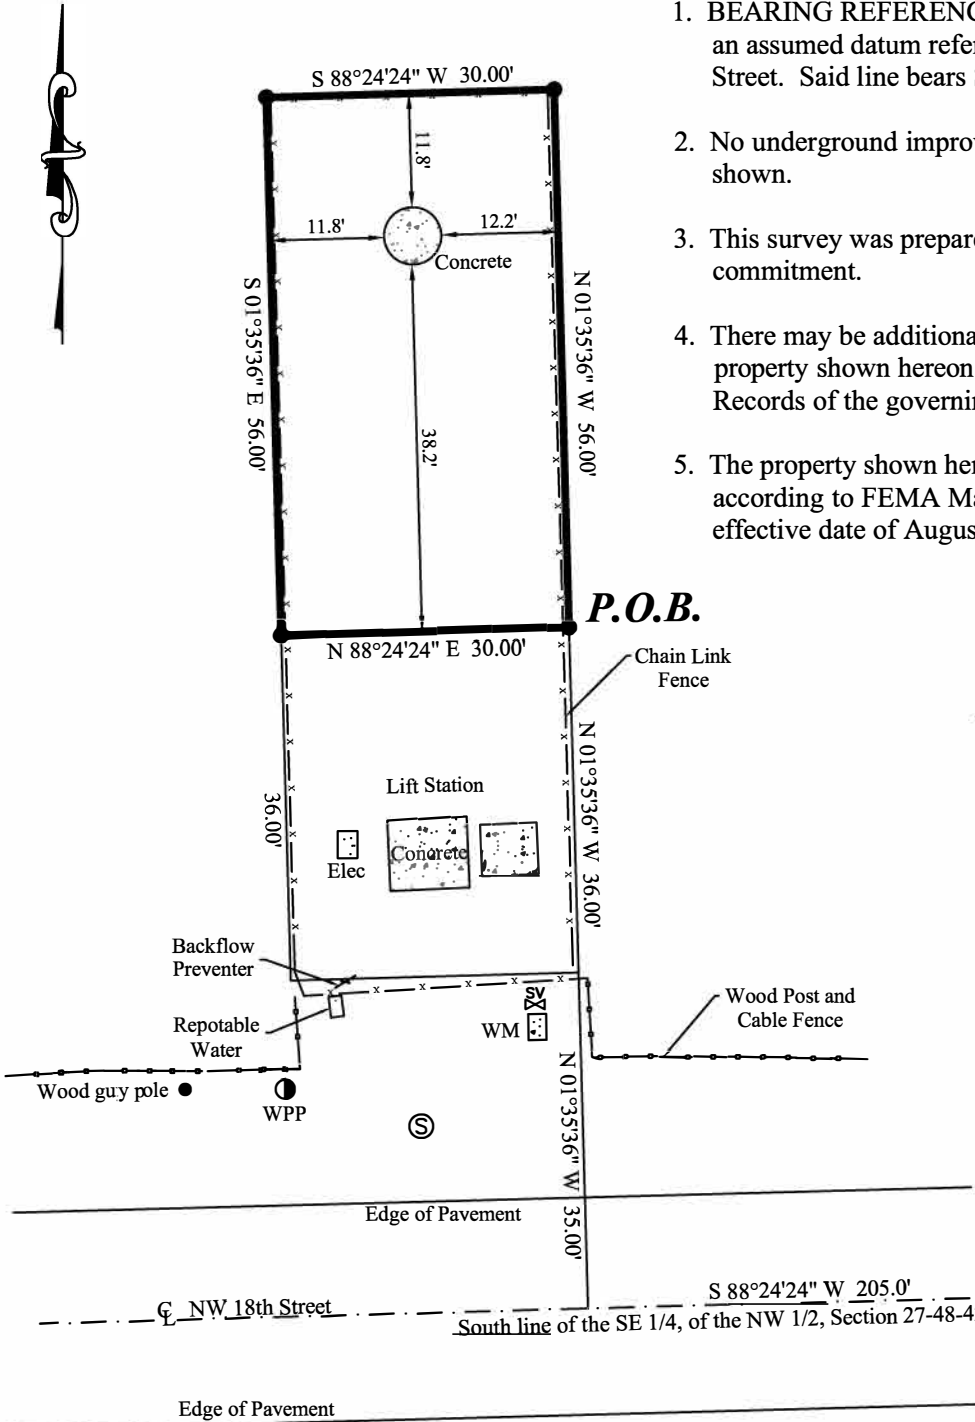 1. BEARING REFERENC
an assumed datum refer
Street. Said line bears
2. No underground improv
shown.
3. This survey was prepare
commitment.
4. There may be additiona
property shown hereon
Records of the governin
5. The property shown her
according to FEMA Ma
effective date of Augus
S 88°24'24" W 30.00'
11.8'
11.8'
12.2'
Concrete
S 01°35'36" E 56.00'
N 01°35'36" W 56.00'
38.2'
P.O.B.
N 88°24'24" E 30.00'
Chain Link
Fence
N 01°35'36" W 36.00'
Lift Station
36.00'
Concrete
Elec
Backflow
Preventer
Repotable
Water
SV
WM
Wood Post and
Cable Fence
Wood guy pole
WPP
S
N 01°35'36" W 35.00'
Edge of Pavement
S 88°24'24" W 205.0'
CL NW 18th Street
South line of the SE 1/4, of the NW 1/2, Section 27-48-4
Edge of Pavement